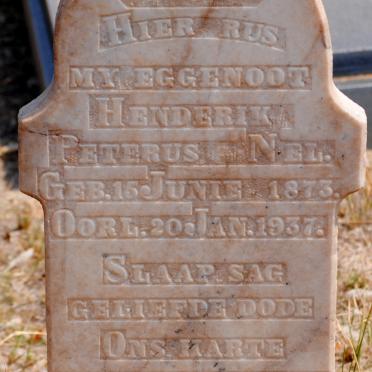 HIER RUS
MY EGGENOOT
HENDERIK
PETERUS NEL.
GEB. 15 JUNIE 1873.
OORL. 20 JAN. 1937.
SLAAP SAG
GELIEFDE DODE
ONS HARTE